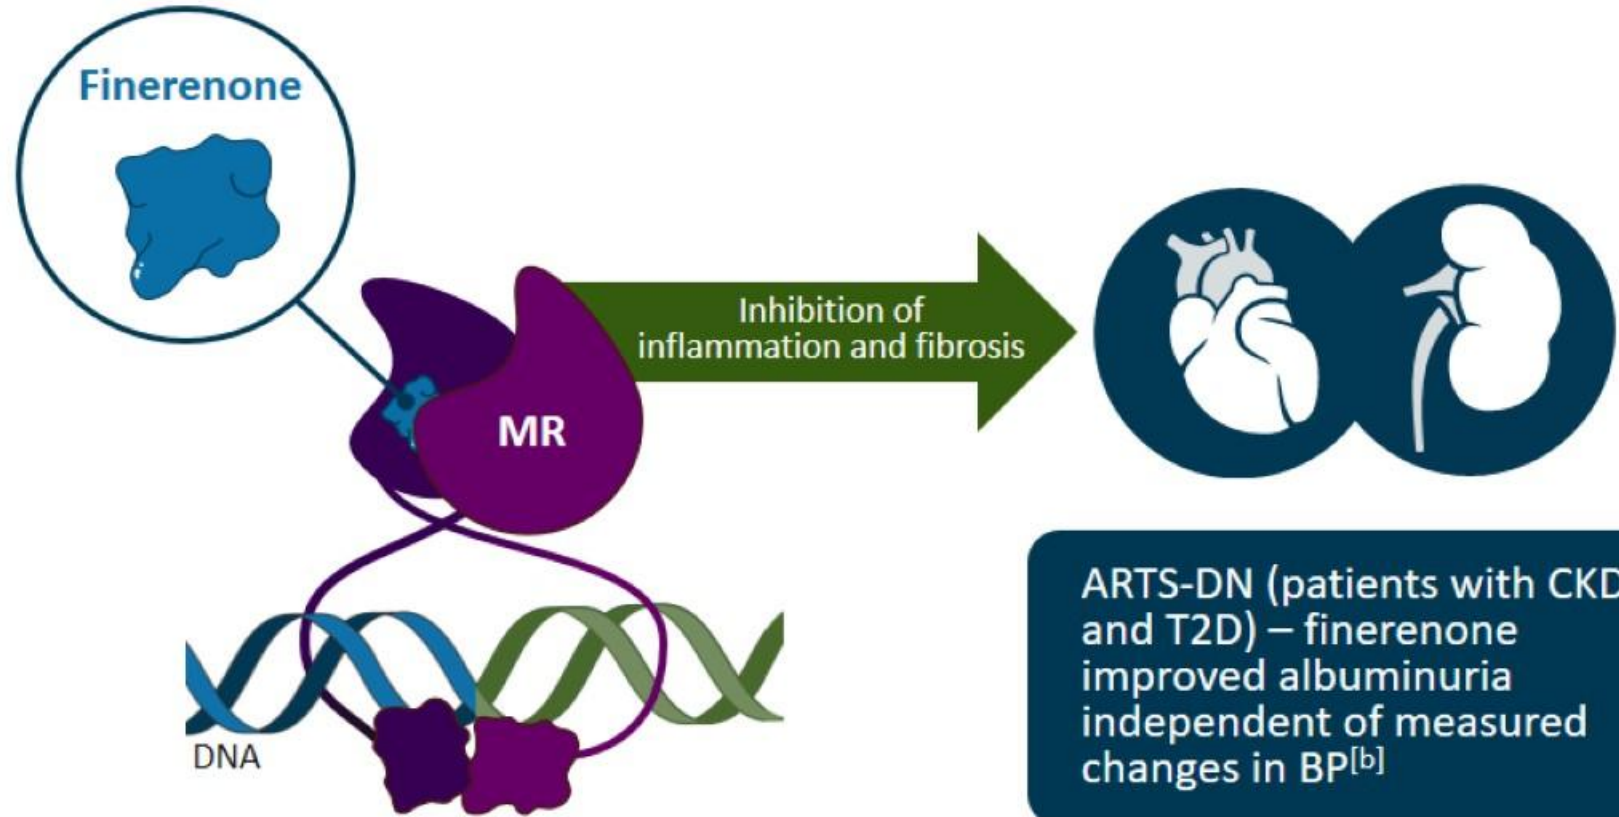 Finerenone
MR
Inhibition of
inflammation and fibrosis
DNA
ARTS-DN (patients with CKD
and T2D) – finerenone
improved albuminuria
independent of measured
changes in BP[b]